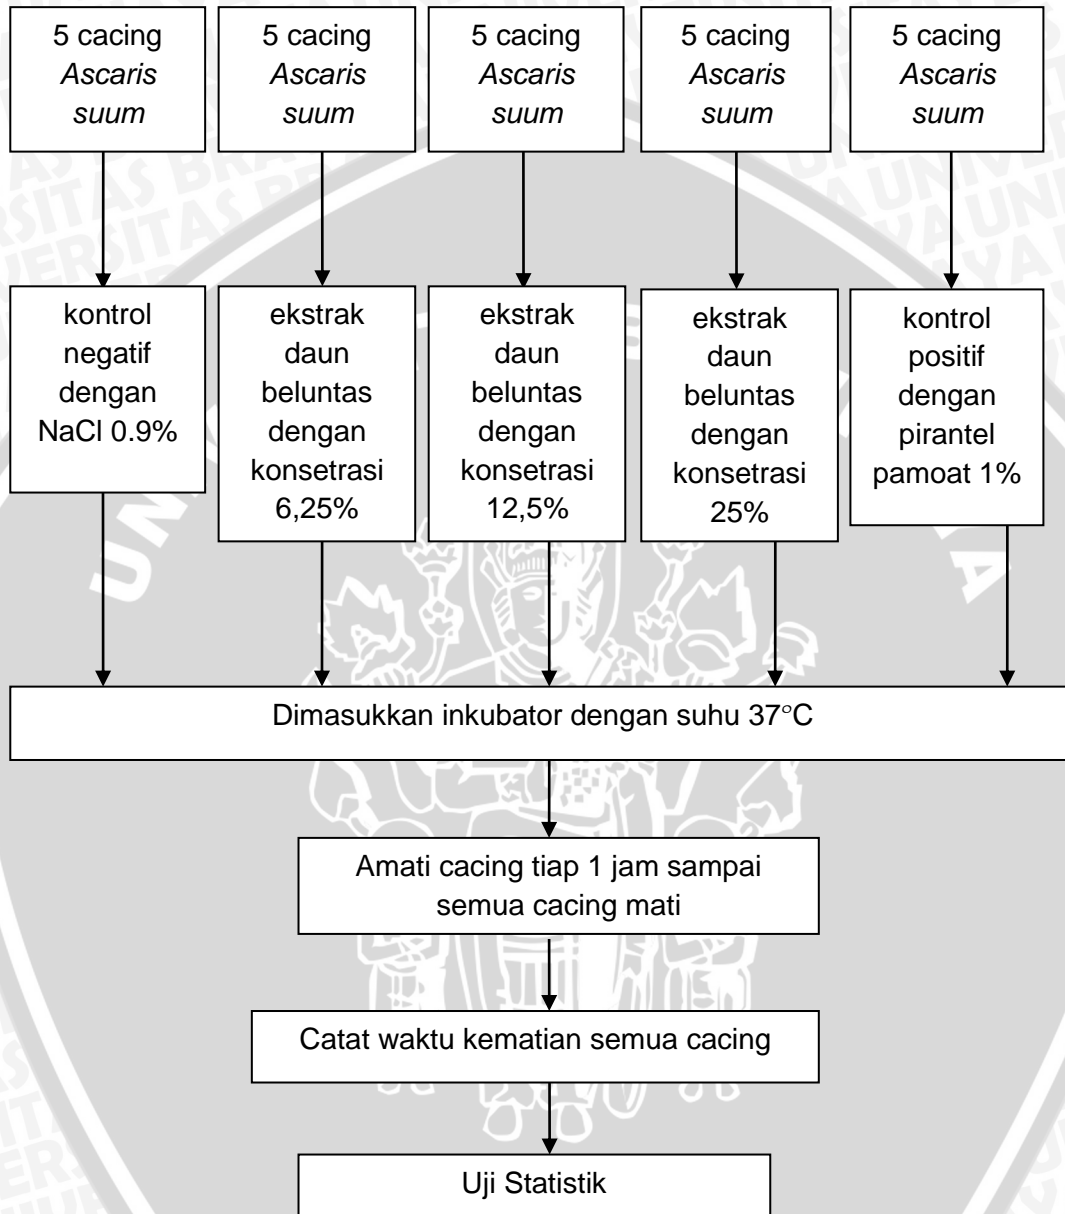 5 cacing
Ascaris
suum
5 cacing
Ascaris
suum
5 cacing
Ascaris
suum
5 cacing
Ascaris
suum
5 cacing
Ascaris
suum
kontrol
negatif
dengan
NaCl 0.9%
ekstrak
daun
beluntas
dengan
konsetrasi
6,25%
ekstrak
daun
beluntas
dengan
konsetrasi
12,5%
ekstrak
daun
beluntas
dengan
konsetrasi
25%
kontrol
positif
dengan
pirantel
pamoat 1%
Dimasukkan inkubator dengan suhu 37°C
Amati cacing tiap 1 jam sampai
semua cacing mati
Catat waktu kematian semua cacing
Uji Statistik